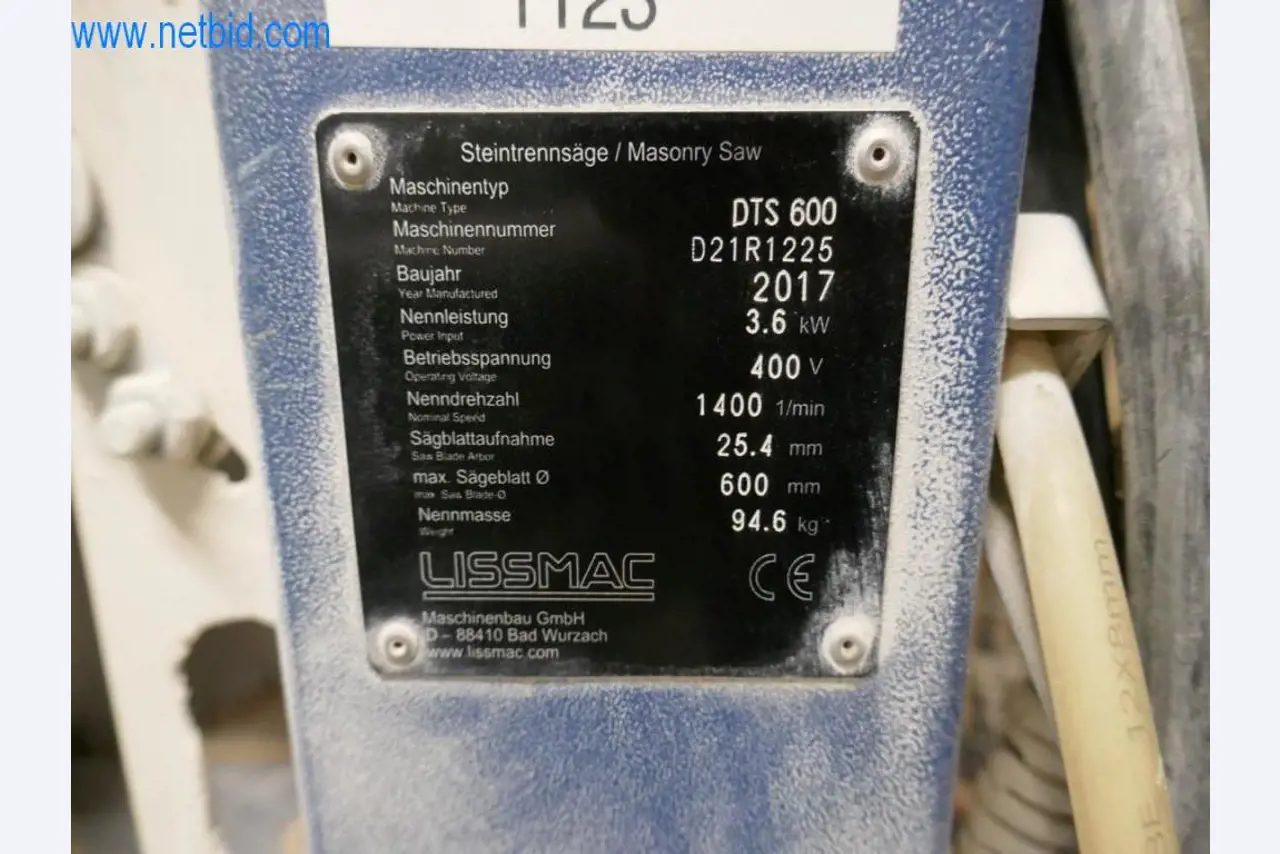 www.netbid.com
1123
Steintrennsäge / Masonry Saw
Maschinentyp
Machine Type
DTS 600
Maschinennummer
Machine Number
D21R1225
Baujahr
Year Manufactured
2017
Nennleistung
Power Input
3.6 kW
Betriebsspannung
Operating Voltage
400 V
Nenndrehzahl
Nominal Speed
1400 1/min
Sägblattaufnahme
Saw Blade Arbor
25.4 mm
max. Sägeblatt Ø
max. Saw Blade-Ø
600 mm
Nennmasse
Weight
94.6 kg
LISSMAC
CE
Maschinenbau GmbH
D – 88410 Bad Wurzach
www.lissmac.com